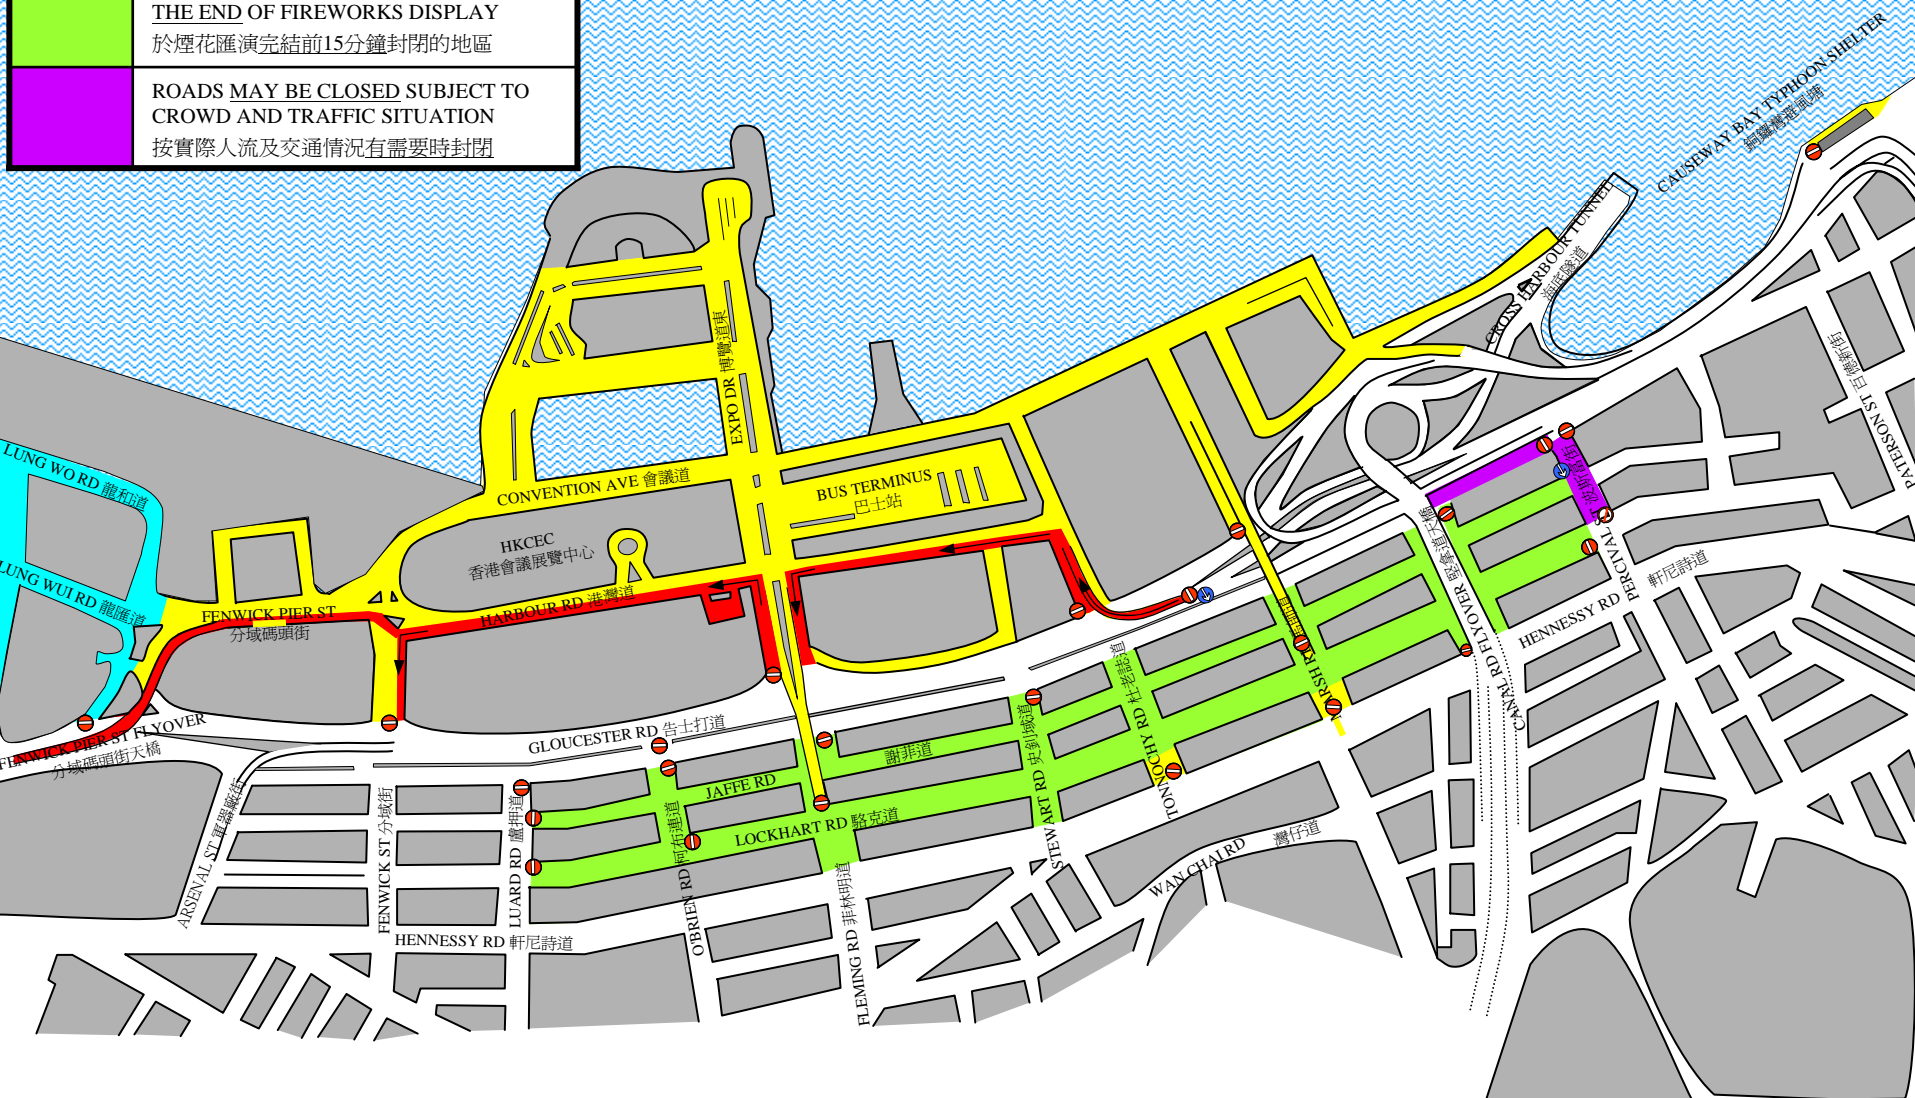 THE END OF FIREWORKS DISPLAY
於煙花匯演完結前15分鐘封閉的地區
ROADS MAY BE CLOSED SUBJECT TO
CROWD AND TRAFFIC SITUATION
按實際人流及交通情況有需要時封閉
CAUSEWAY BAY TYPHOON SHELTER
銅鑼灣避風塘
CROSS HARBOUR TUNNEL
海底隧道
EXPO DR 博覽道東
PATERSON ST 百德新街
LUNG WO RD 龍和道
CONVENTION AVE 會議道
BUS TERMINUS
巴士站
HKCEC
香港會議展覽中心
LUNG WUI RD 龍匯道
FENWICK PIER ST
分域碼頭街
HARBOUR RD 港灣道
PERCIVAL ST 波斯富街
CANAL RD FLYOVER 堅拿道天橋
HENNESSY RD 軒尼詩道
MARSH RD 馬師道
FENWICK PIER ST FLYOVER
分域碼頭街天橋
GLOUCESTER RD 告士打道
JAFFE RD 謝菲道
LOCKHART RD 駱克道
STEWART RD 史釗域道
TONNOCHY RD 杜老誌道
ARSENAL ST 軍器廠街
FENWICK ST 分域街
LUARD RD 盧押道
O'BRIEN RD 柯布連道
FLEMING RD 菲林明道
WAN CHAI RD 灣仔道
HENNESSY RD 軒尼詩道